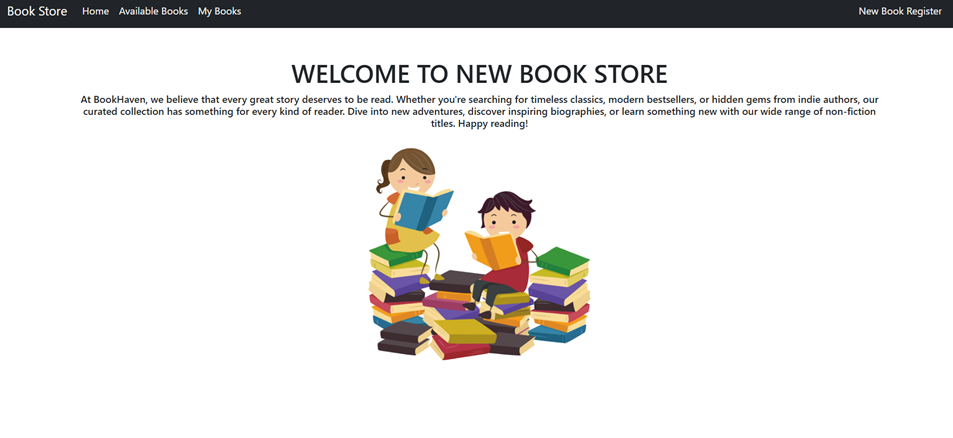 Book Store Home Available Books My Books New Book Register
WELCOME TO NEW BOOK STORE
At BookHaven, we believe that every great story deserves to be read. Whether you're searching for timeless classics, modern bestsellers, or hidden gems from indie authors, our
curated collection has something for every kind of reader. Dive into new adventures, discover inspiring biographies, or learn something new with our wide range of non-fiction
titles. Happy reading!